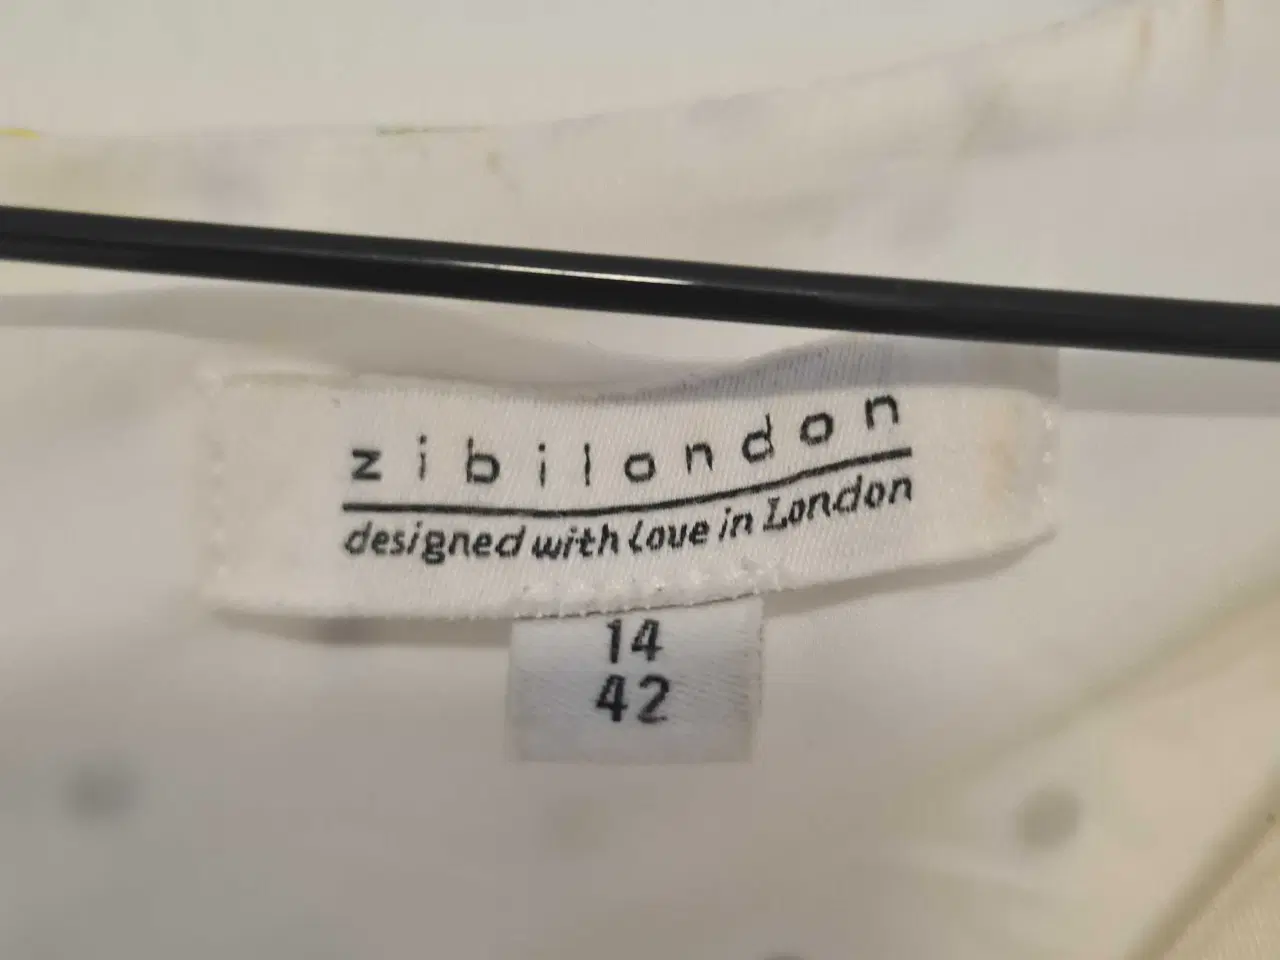 zibilondon
designed with love in London
14
42